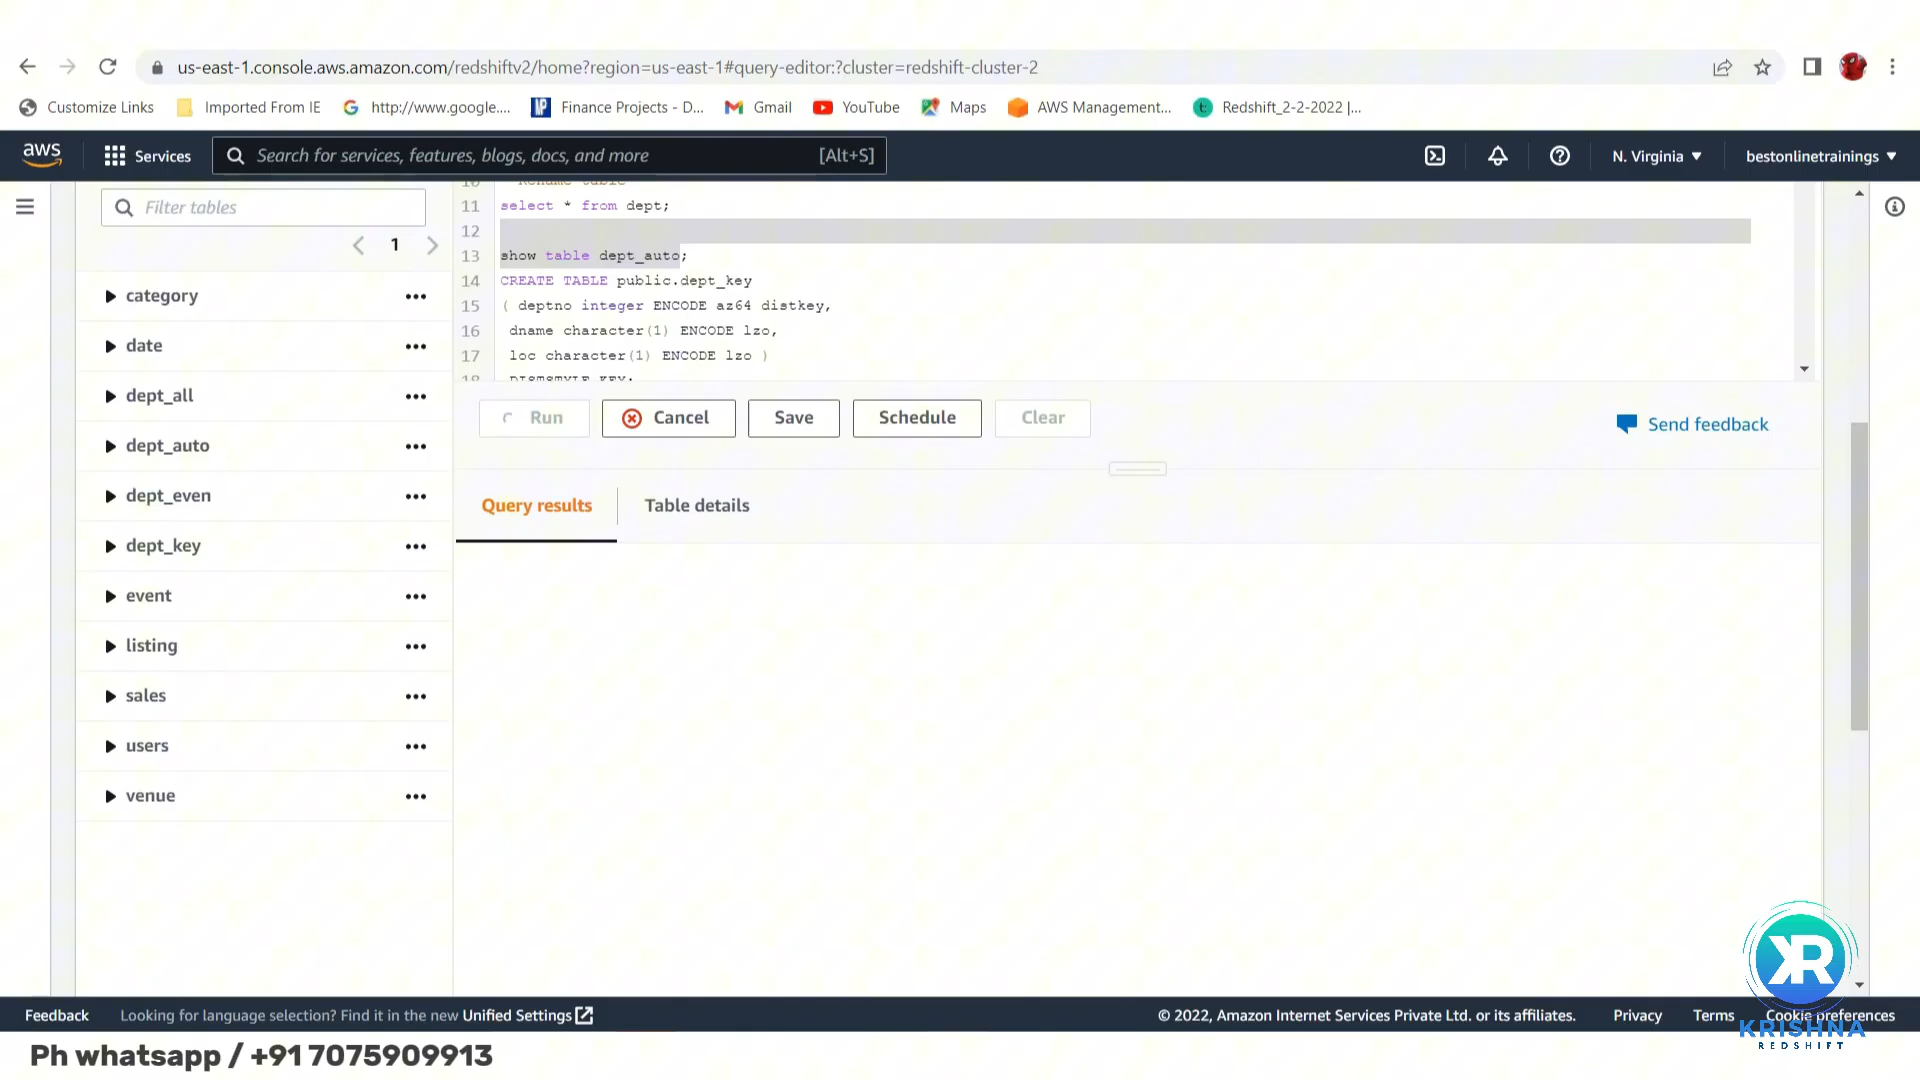 us-east-1.console.aws.amazon.com/redshiftv2/home?region=us-east-1#query-editor:?cluster=redshift-cluster-2
Customize Links
Imported From IE
http://www.google....
Finance Projects - D...
Gmail
YouTube
Maps
AWS Management...
Redshift_2-2-2022 |...
aws
Services
Search for services, features, blogs, docs, and more
[Alt+S]
N. Virginia
bestonlinetrainings
Filter tables
1
category
date
dept_all
dept_auto
dept_even
dept_key
event
listing
sales
users
venue
11 select * from dept;
12
13 show table dept_auto;
14 CREATE TABLE public.dept_key
15 ( deptno integer ENCODE az64 distkey,
16 dname character(1) ENCODE lzo,
17 loc character(1) ENCODE lzo )
18 DISTSTYLE KEY;
Run
Cancel
Save
Schedule
Clear
Send feedback
Query results
Table details
KR
KRISHNA
REDSHIFT
Feedback
Looking for language selection? Find it in the new Unified Settings
© 2022, Amazon Internet Services Private Ltd. or its affiliates.
Privacy
Terms
Cookie preferences
Ph whatsapp / +91 7075909913